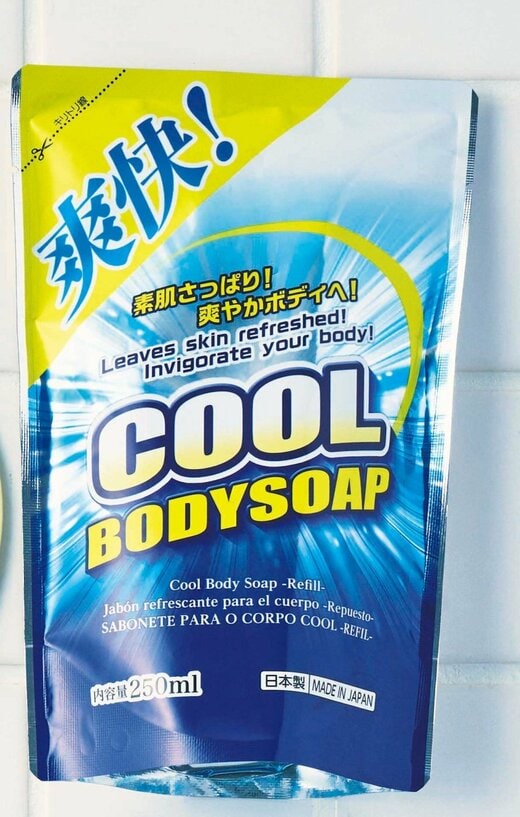 キリトリ線
爽快!
素肌さっぱり!
爽やかボディへ!
Leaves skin refreshed!
Invigorate your body!
COOL
BODYSOAP
Cool Body Soap -Refill-
Jabón refrescante para el cuerpo -Repuesto-
SABONETE PARA O CORPO COOL -REFIL-
内容量250ml
日本製 MADE IN JAPAN